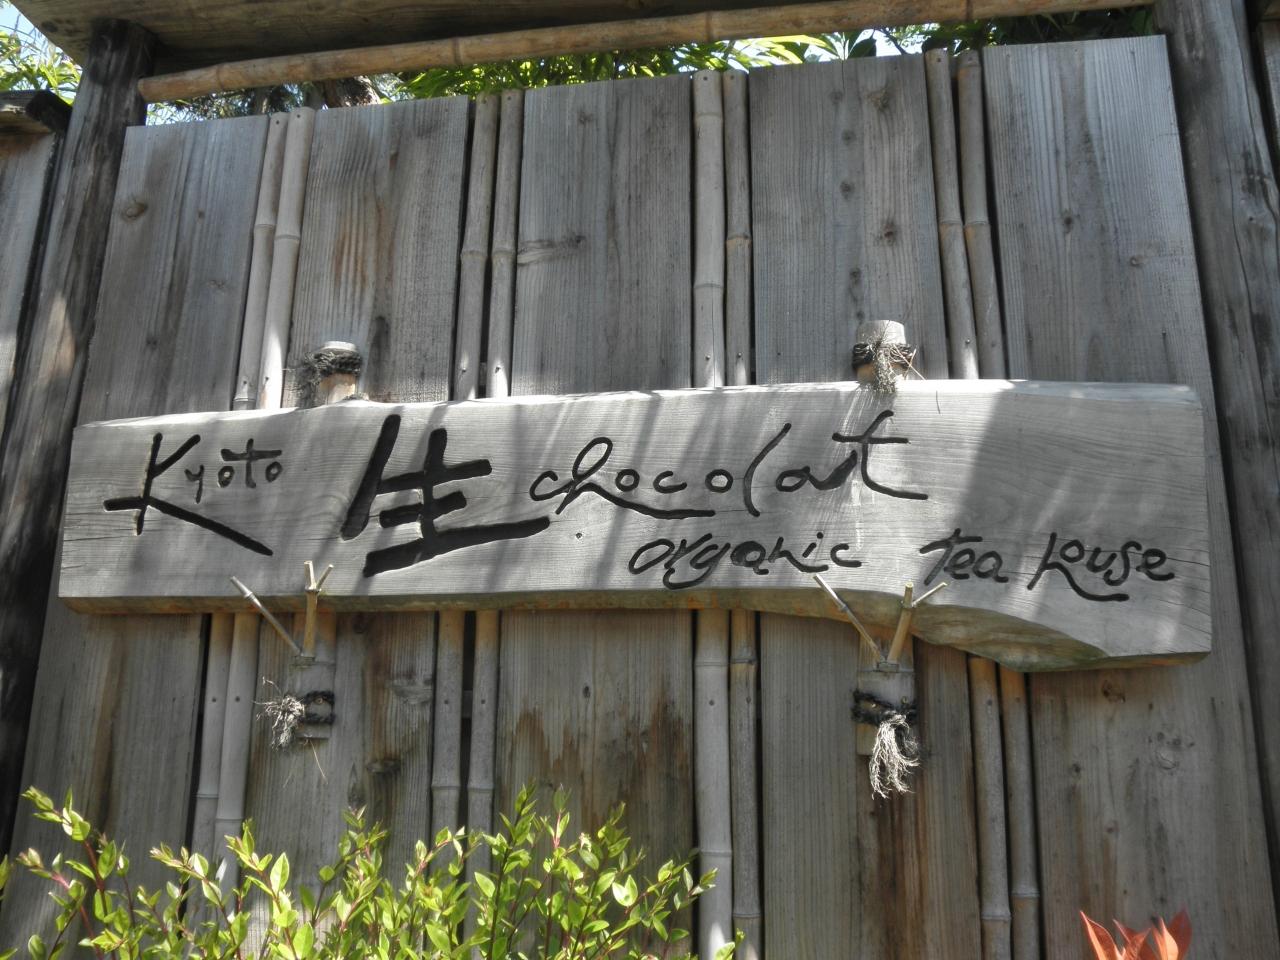 Kyoto 生 chocolat
organic tea house